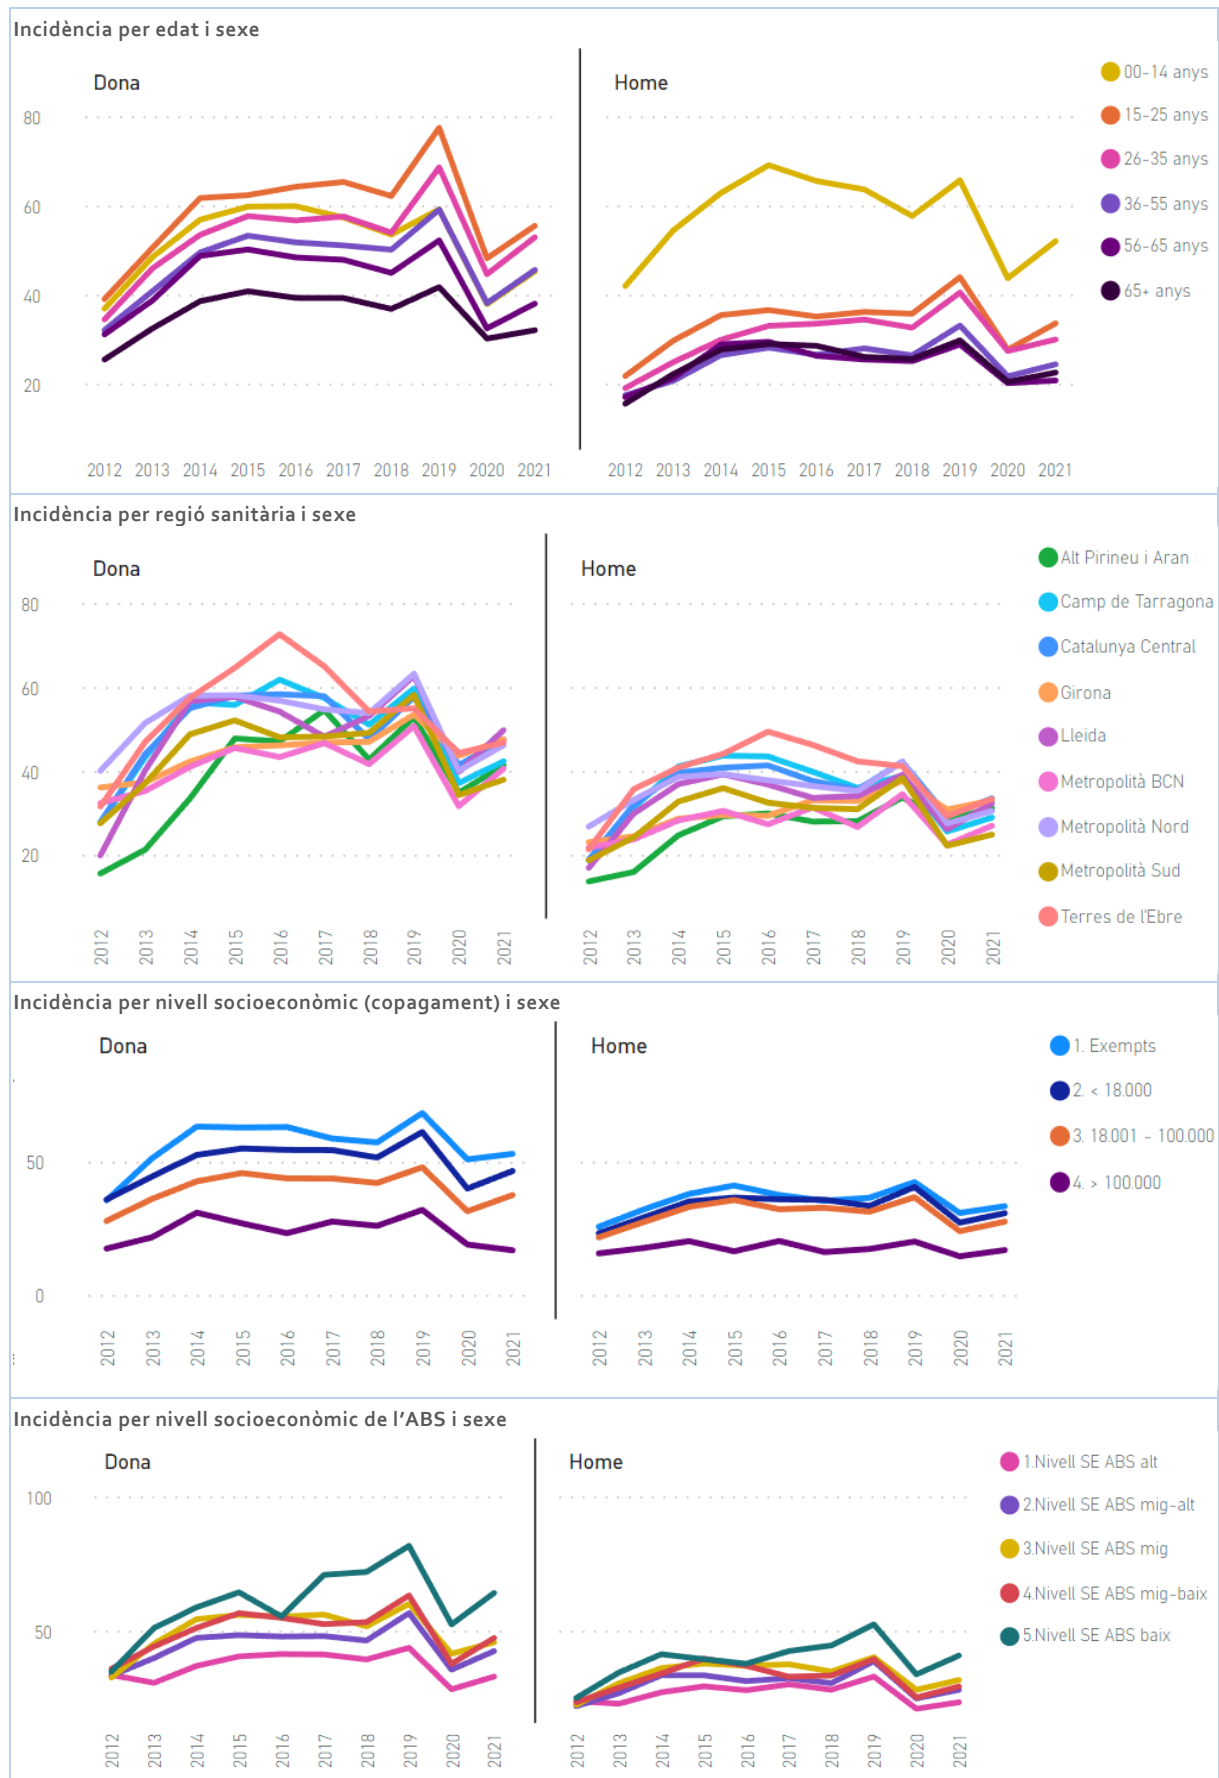 Incidència per edat i sexe
Dona
Home
80
60
40
20
2012 2013 2014 2015 2016 2017 2018 2019 2020 2021
2012 2013 2014 2015 2016 2017 2018 2019 2020 2021
00-14 anys
15-25 anys
26-35 anys
36-55 anys
56-65 anys
65+ anys
Incidència per regió sanitària i sexe
Dona
Home
80
60
40
20
2012 2013 2014 2015 2016 2017 2018 2019 2020 2021
2012 2013 2014 2015 2016 2017 2018 2019 2020 2021
Alt Pirineu i Aran
Camp de Tarragona
Catalunya Central
Girona
Lleida
Metropolità BCN
Metropolità Nord
Metropolità Sud
Terres de l'Ebre
Incidència per nivell socioeconòmic (copagament) i sexe
Dona
Home
50
0
2012 2013 2014 2015 2016 2017 2018 2019 2020 2021
2012 2013 2014 2015 2016 2017 2018 2019 2020 2021
1. Exempts
2. < 18.000
3. 18.001 - 100.000
4. > 100.000
Incidència per nivell socioeconòmic de l'ABS i sexe
Dona
Home
100
50
2012 2013 2014 2015 2016 2017 2018 2019 2020 2021
2012 2013 2014 2015 2016 2017 2018 2019 2020 2021
1.Nivell SE ABS alt
2.Nivell SE ABS mig-alt
3.Nivell SE ABS mig
4.Nivell SE ABS mig-baix
5.Nivell SE ABS baix